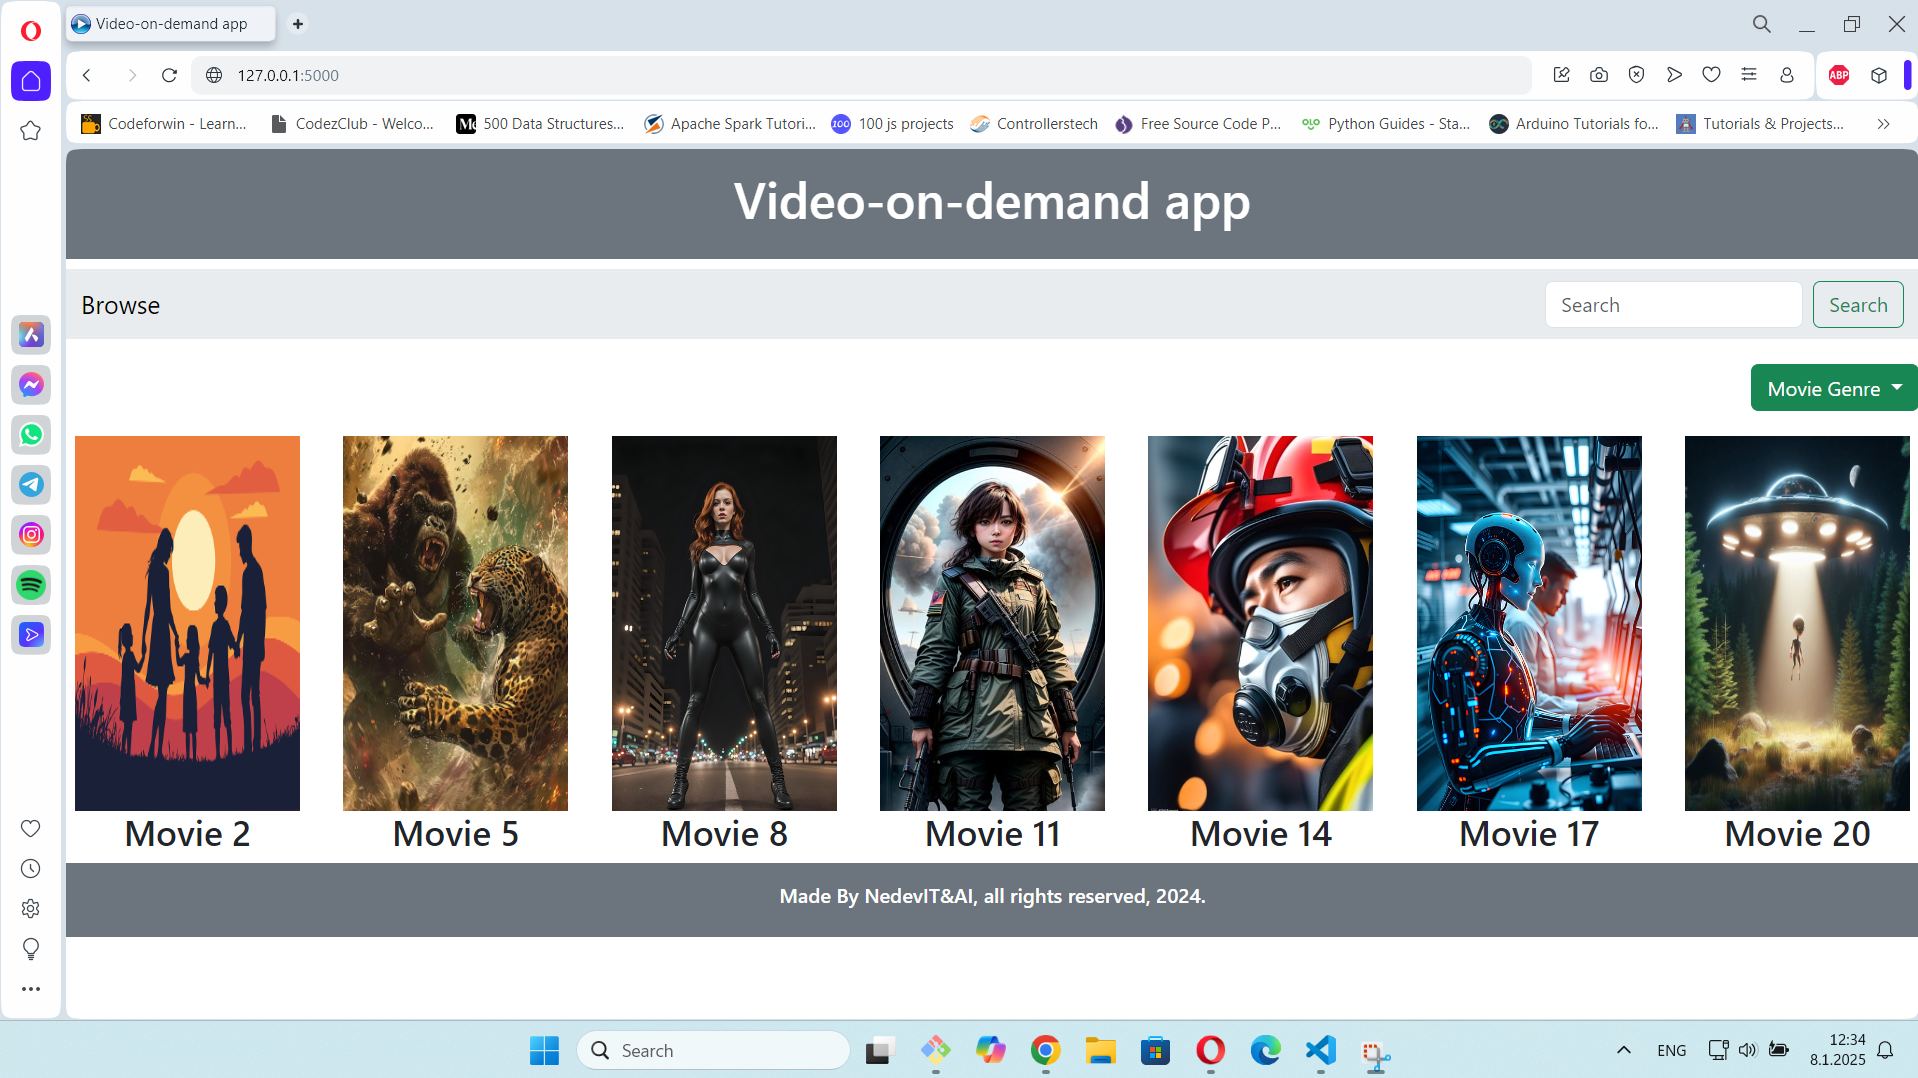 Video-on-demand app
127.0.0.1:5000
ABP
Codeforwin - Learn...
CodezClub - Welco...
500 Data Structures...
Apache Spark Tutori...
100 js projects
Controllerstech
Free Source Code P...
Python Guides - Sta...
Arduino Tutorials fo...
Tutorials & Projects...
Video-on-demand app
Browse
Search
Search
Movie Genre
Movie 2
Movie 5
Movie 8
Movie 11
Movie 14
Movie 17
Movie 20
Made By NedevIT&AI, all rights reserved, 2024.
Search
ENG
12:34
8.1.2025